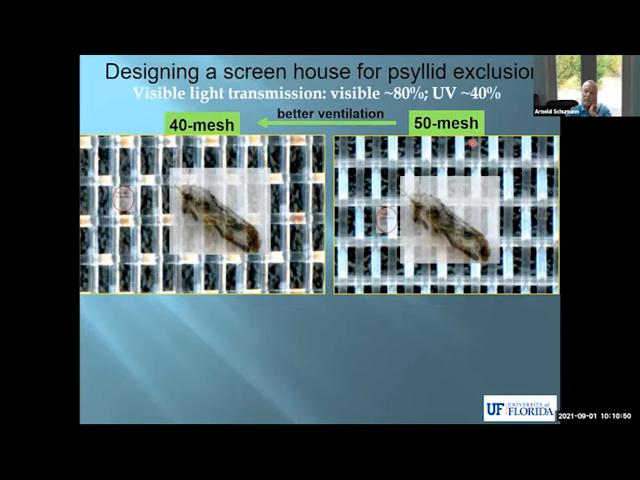 Designing a screen house for psyllid exclusion
Visible light transmission: visible ~80%; UV ~40%
better ventilation
40-mesh
50-mesh
Arnold Schumann
UF UNIVERSITY of
FLORIDA
2021-09-01 10:10:50